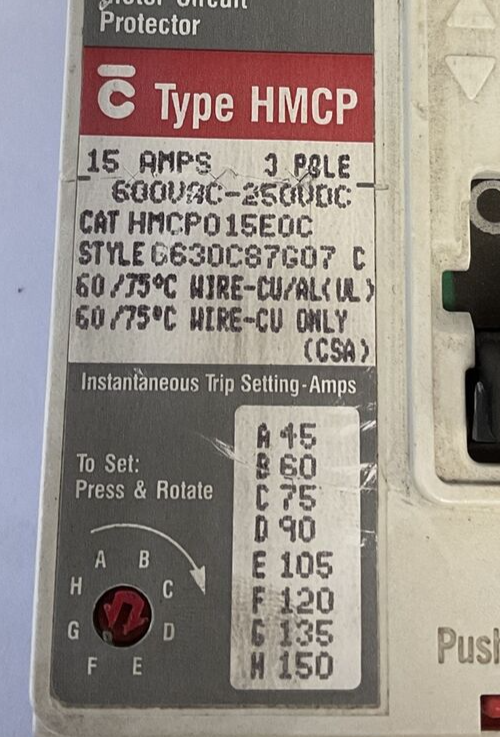 Motor Circuit
Protector
C Type HMCP
15 AMPS 3 POLE
600VAC-250VDC
CAT HMCP015E0C
STYLE 6630C87G07 C
60/75°C WIRE-CU/AL(UL)
60/75°C WIRE-CU ONLY
(CSA)
Instantaneous Trip Setting-Amps
A 45
B 60
C 75
D 90
E 105
F 120
G 135
H 150
To Set:
Press & Rotate
A B
H C
G D
F E
Push